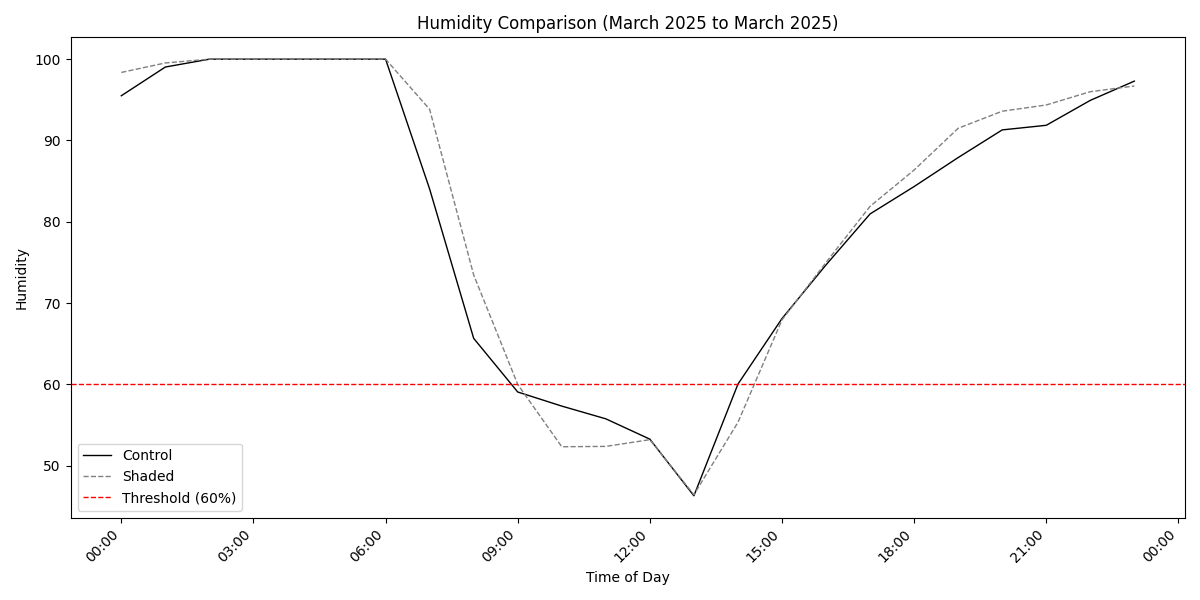 Humidity Comparison (March 2025 to March 2025)
Humidity
100
90
80
70
60
50
Control
Shaded
Threshold (60%)
00:00
03:00
06:00
09:00
12:00
15:00
18:00
21:00
00:00
Time of Day